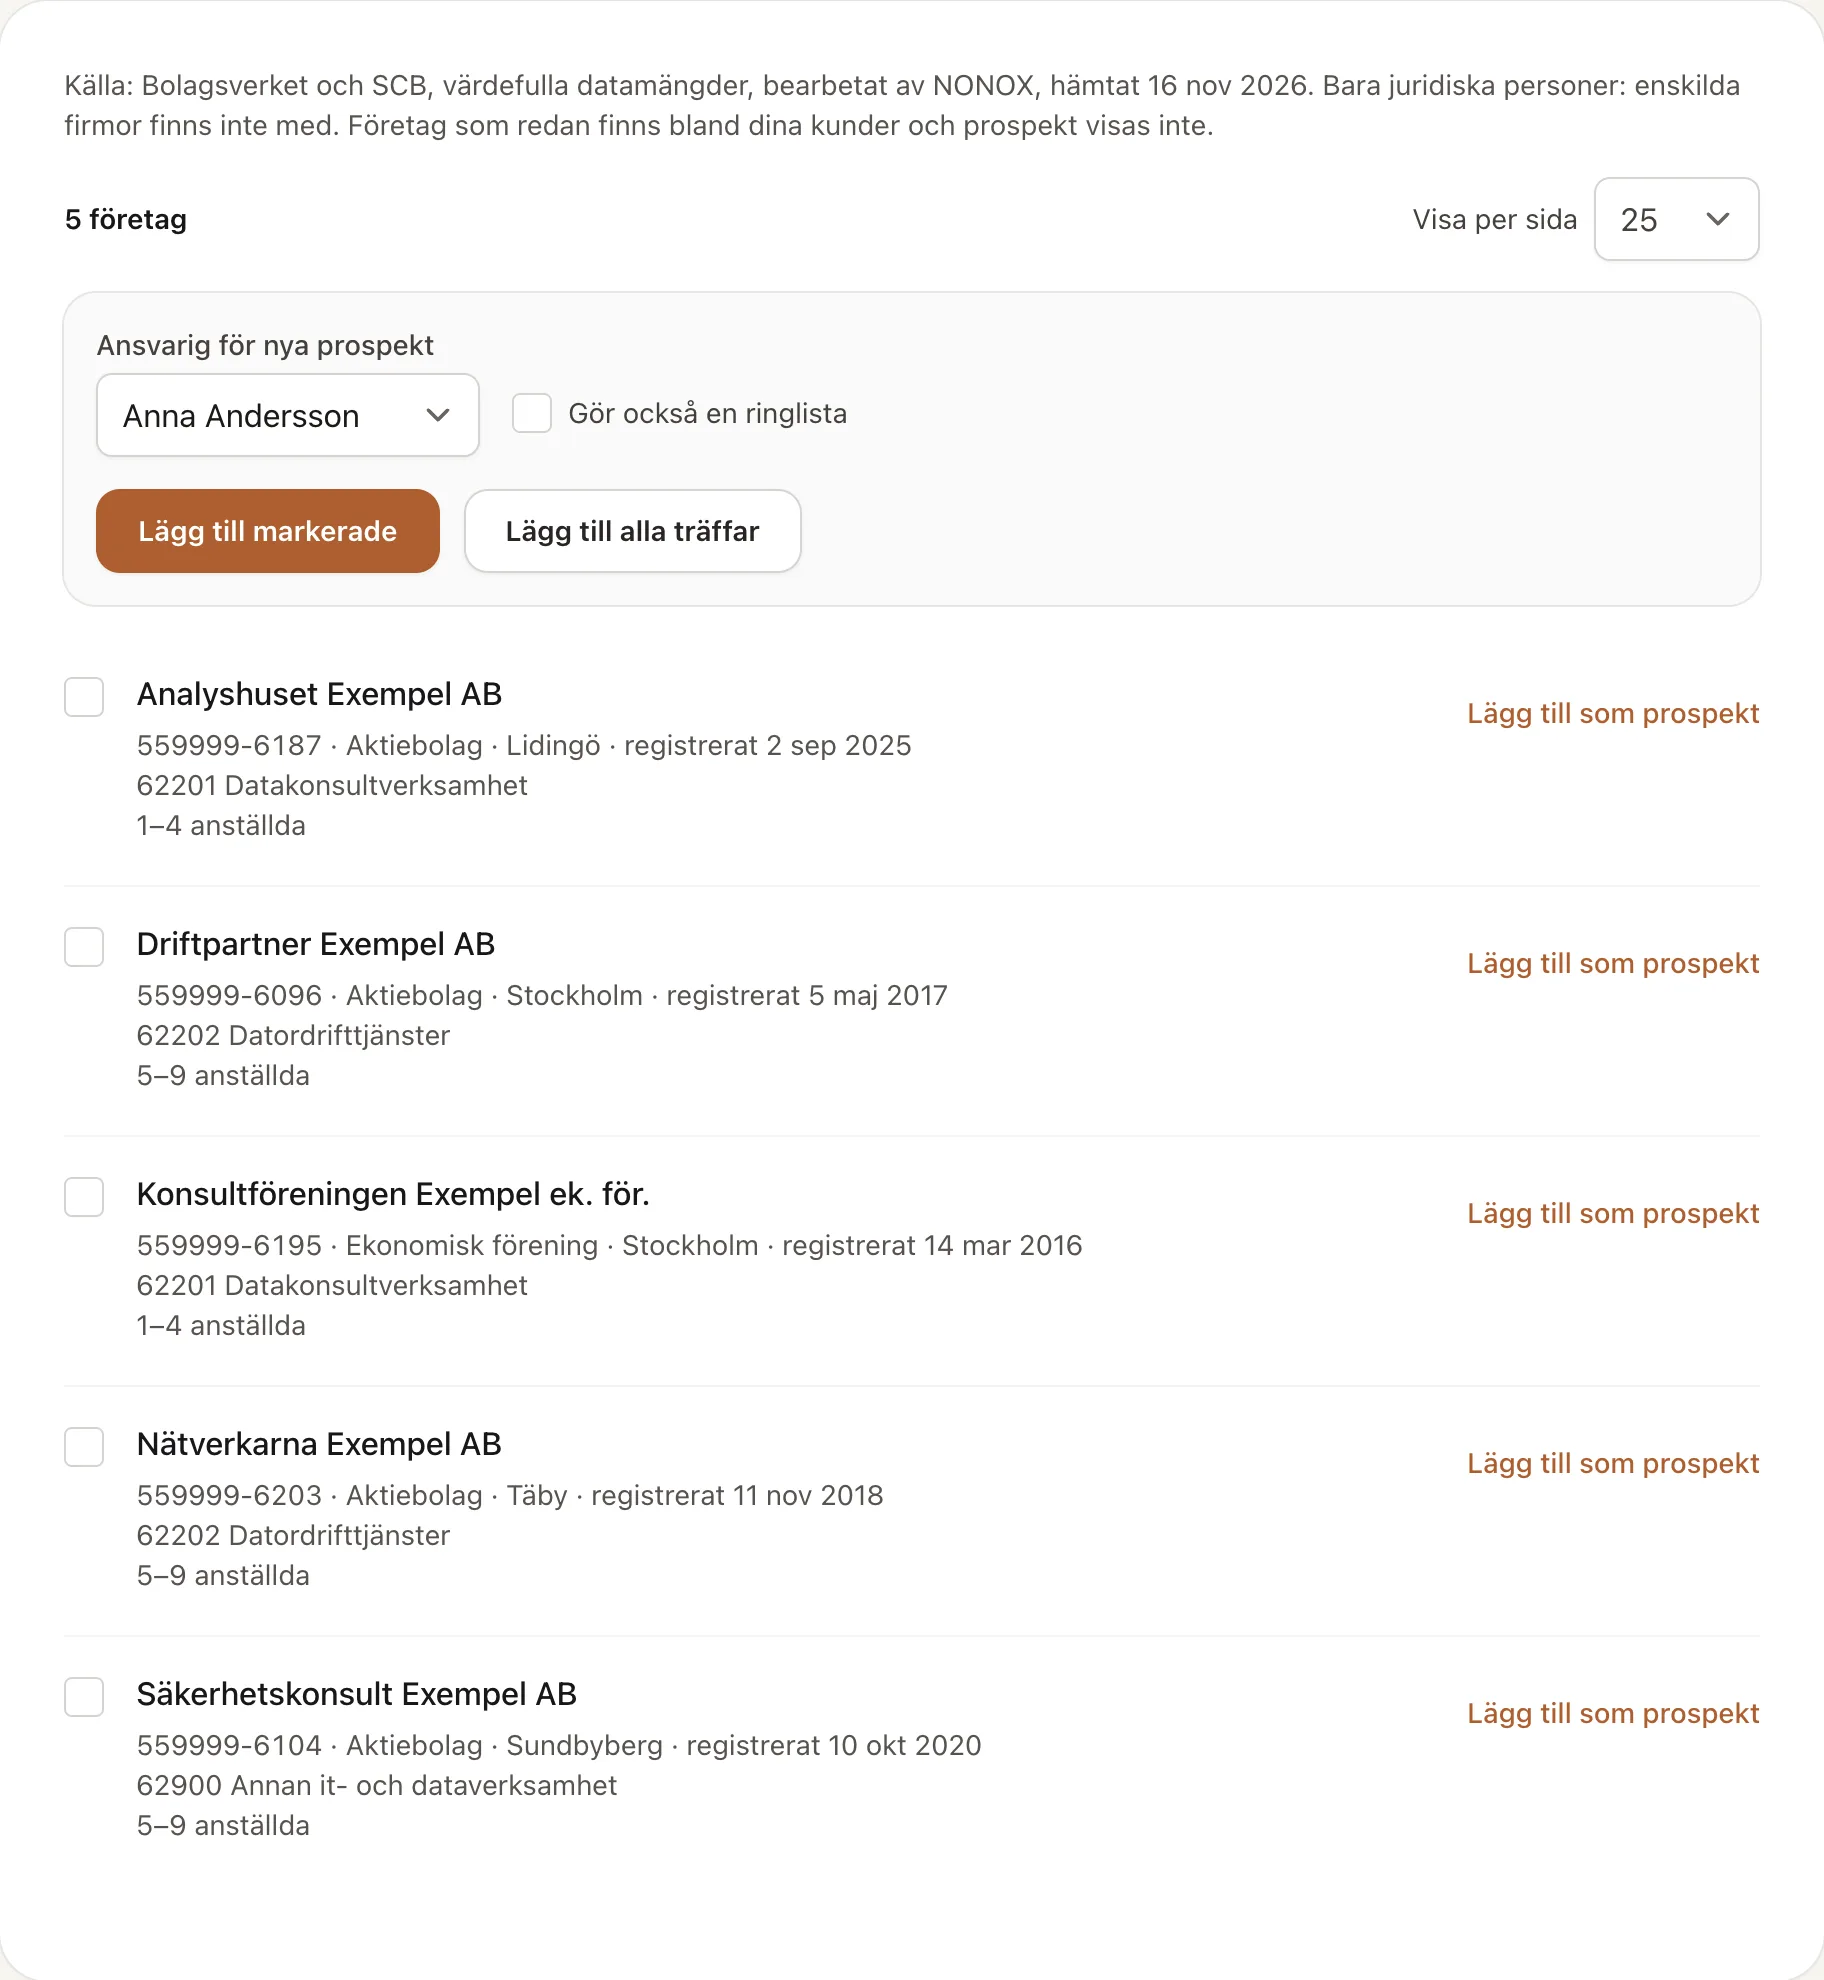 Källa: Bolagsverket och SCB, värdefulla datamängder, bearbetat av NONOX, hämtat 16 nov 2026. Bara juridiska personer: enskilda
firmor finns inte med. Företag som redan finns bland dina kunder och prospekt visas inte.
5 företag
Visa per sida 25
Ansvarig för nya prospekt
Anna Andersson
Gör också en ringlista
Lägg till markerade
Lägg till alla träffar
Analyshuset Exempel AB
Lägg till som prospekt
559999-6187 · Aktiebolag · Lidingö · registrerat 2 sep 2025
62201 Datakonsultverksamhet
1–4 anställda
Driftpartner Exempel AB
Lägg till som prospekt
559999-6096 · Aktiebolag · Stockholm · registrerat 5 maj 2017
62202 Datordrifttjänster
5–9 anställda
Konsultföreningen Exempel ek. för.
Lägg till som prospekt
559999-6195 · Ekonomisk förening · Stockholm · registrerat 14 mar 2016
62201 Datakonsultverksamhet
1–4 anställda
Nätverkarna Exempel AB
Lägg till som prospekt
559999-6203 · Aktiebolag · Täby · registrerat 11 nov 2018
62202 Datordrifttjänster
5–9 anställda
Säkerhetskonsult Exempel AB
Lägg till som prospekt
559999-6104 · Aktiebolag · Sundbyberg · registrerat 10 okt 2020
62900 Annan it- och dataverksamhet
5–9 anställda